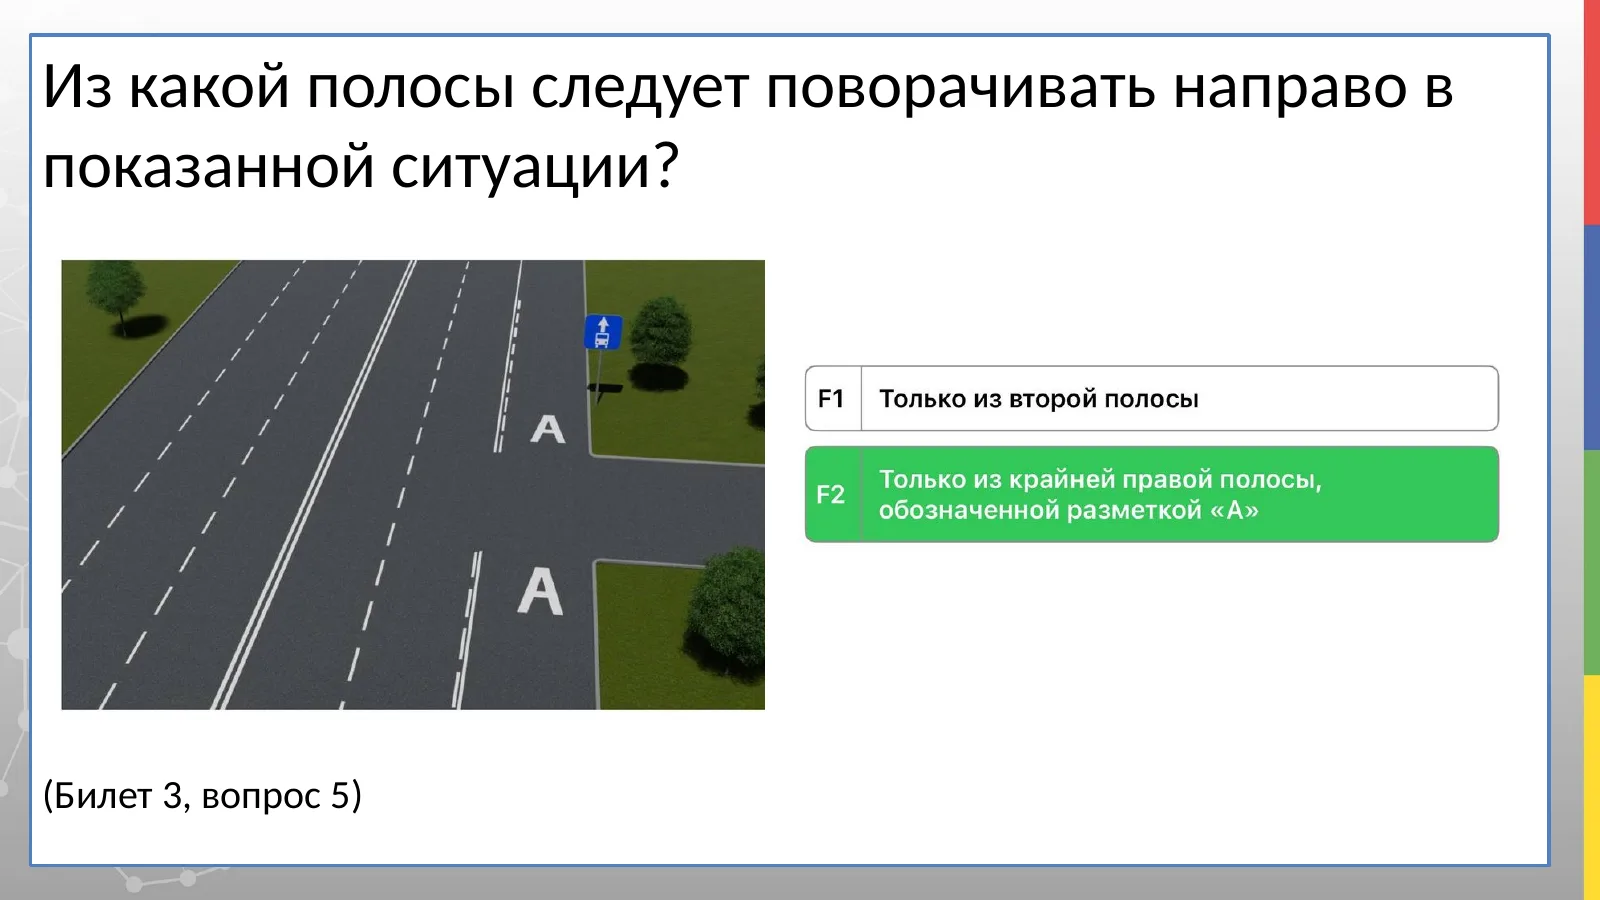 Из какой полосы следует поворачивать направо в
показанной ситуации?
A
A
F1 Только из второй полосы
F2 Только из крайней правой полосы,
обозначенной разметкой «А»
(Билет 3, вопрос 5)